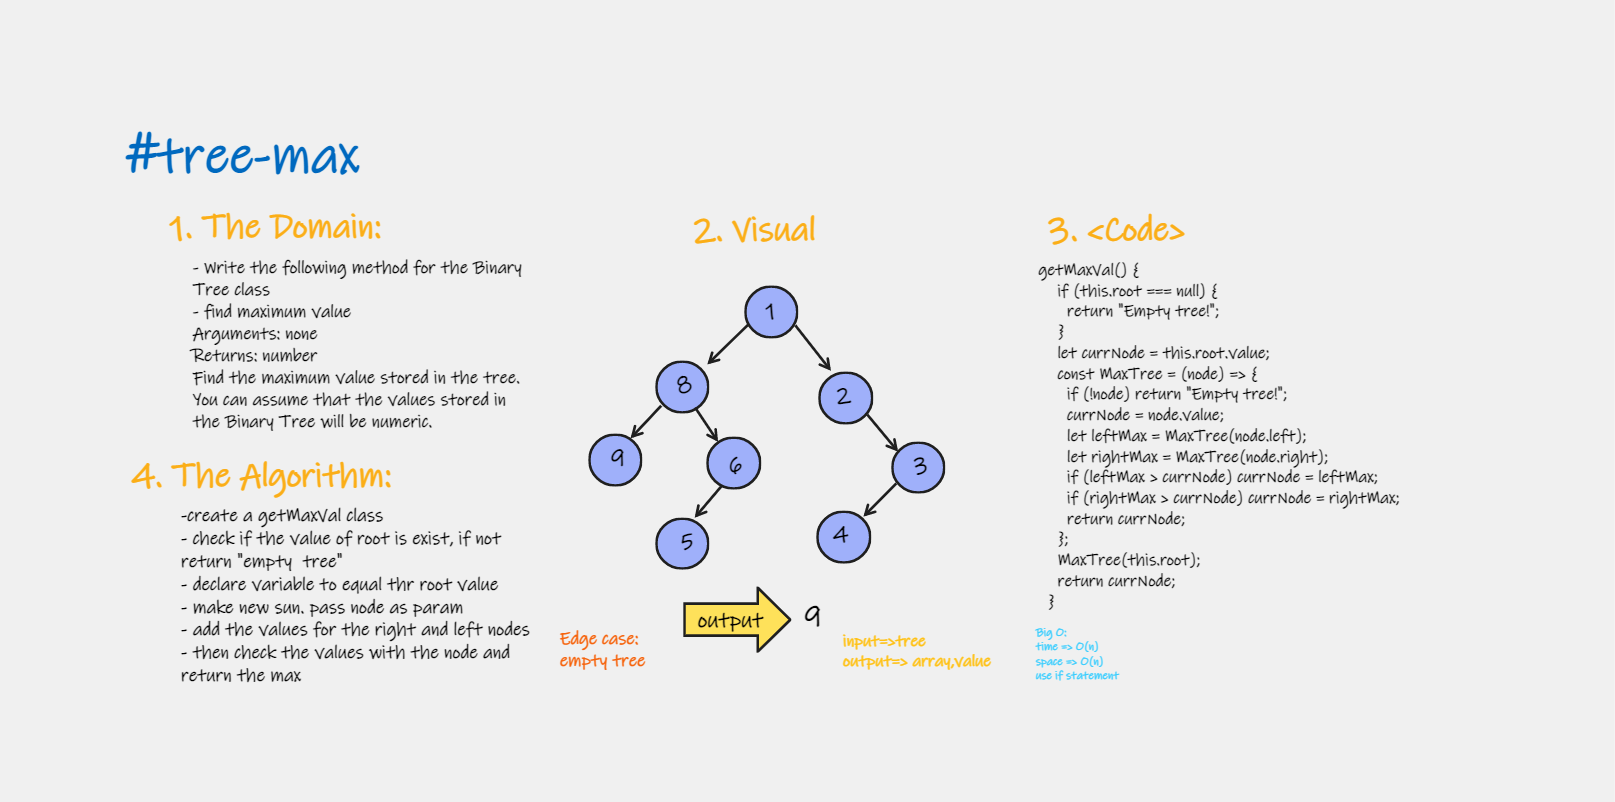 #tree-max
1. The Domain:
- Write the following method for the Binary
Tree class
- find maximum value
Arguments: none
Returns: number
Find the maximum value stored in the tree.
You can assume that the values stored in
the Binary Tree will be numeric.
4. The Algorithm:
-create a getMaxVal class
- check if the value of root is exist, if not
return "empty  tree"
- declare variable to equal thr root value
- make new sun. pass node as param
- add the values for the right and left nodes
- then check the values with the node and
return the max
2. Visual
1
8
2
9
6
3
5
4
output
9
Edge case:
empty tree
input=>tree
output=> array,value
3. <Code>
getMaxVal() {
if (this.root === null) {
return "Empty tree!";
}
let currNode = this.root.value;
const MaxTree = (node) => {
if (!node) return "Empty tree!";
currNode = node.value;
let leftMax = MaxTree(node.left);
let rightMax = MaxTree(node.right);
if (leftMax > currNode) currNode = leftMax;
if (rightMax > currNode) currNode = rightMax;
return currNode;
};
MaxTree(this.root);
return currNode;
}
Big O:
time => O(n)
space => O(n)
use if statement